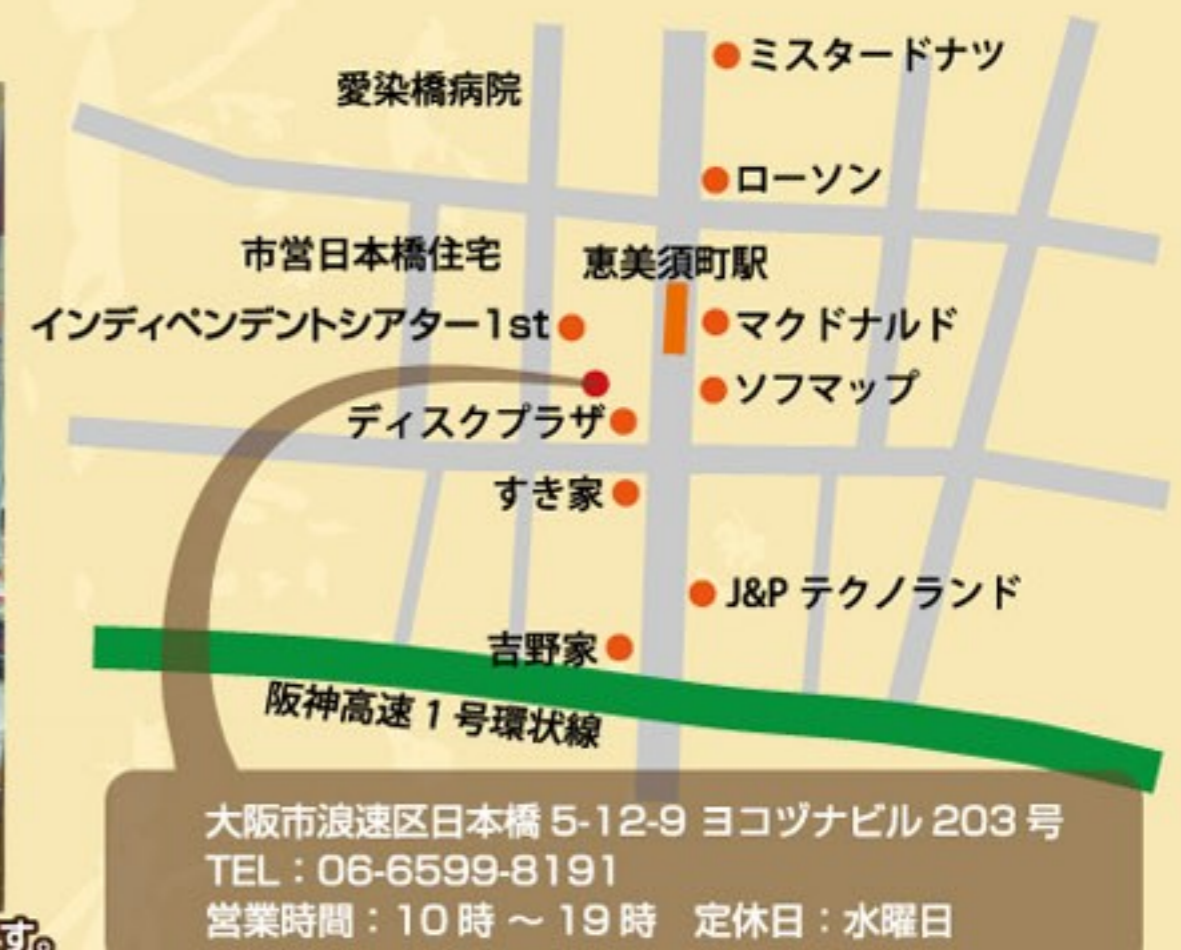 ミスタードナツ
愛染橋病院
ローソン
市営日本橋住宅
恵美須町駅
インディペンデントシアター1st
マクドナルド
ソフマップ
ディスクプラザ
すき家
J&P テクノランド
吉野家
阪神高速1号環状線
大阪市浪速区日本橋 5-12-9 ヨコヅナビル 203 号
TEL：06-6599-8191
営業時間：10 時 ～ 19 時　定休日：水曜日
す。